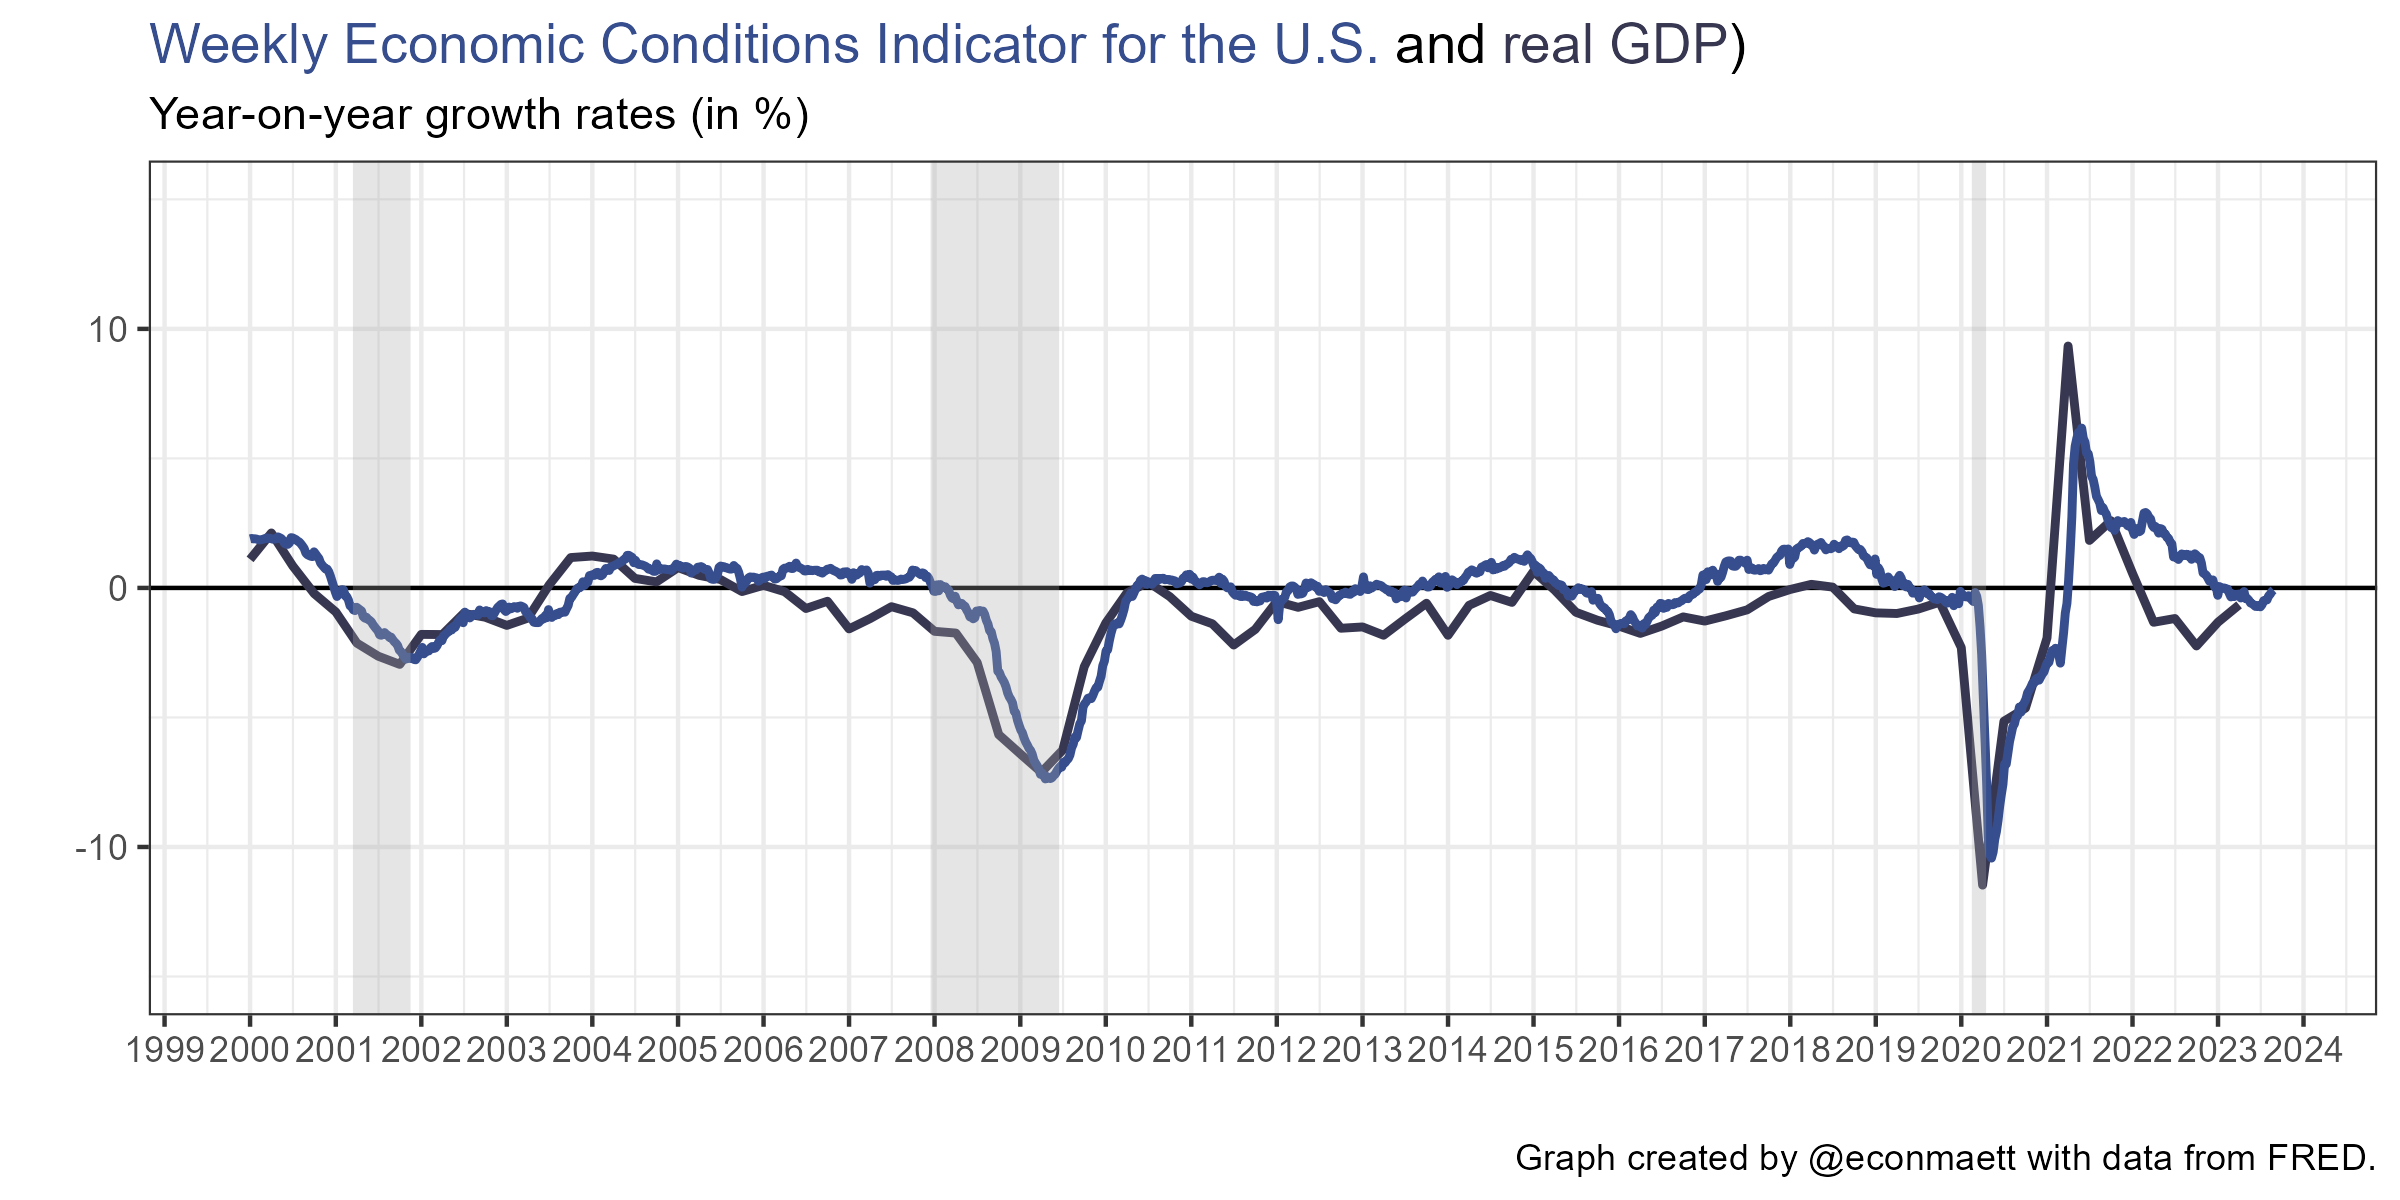 Weekly Economic Conditions Indicator for the U.S. and real GDP)
Year-on-year growth rates (in %)
10
0
-10
1999 2000 2001 2002 2003 2004 2005 2006 2007 2008 2009 2010 2011 2012 2013 2014 2015 2016 2017 2018 2019 2020 2021 2022 2023 2024
Graph created by @econmaett with data from FRED.